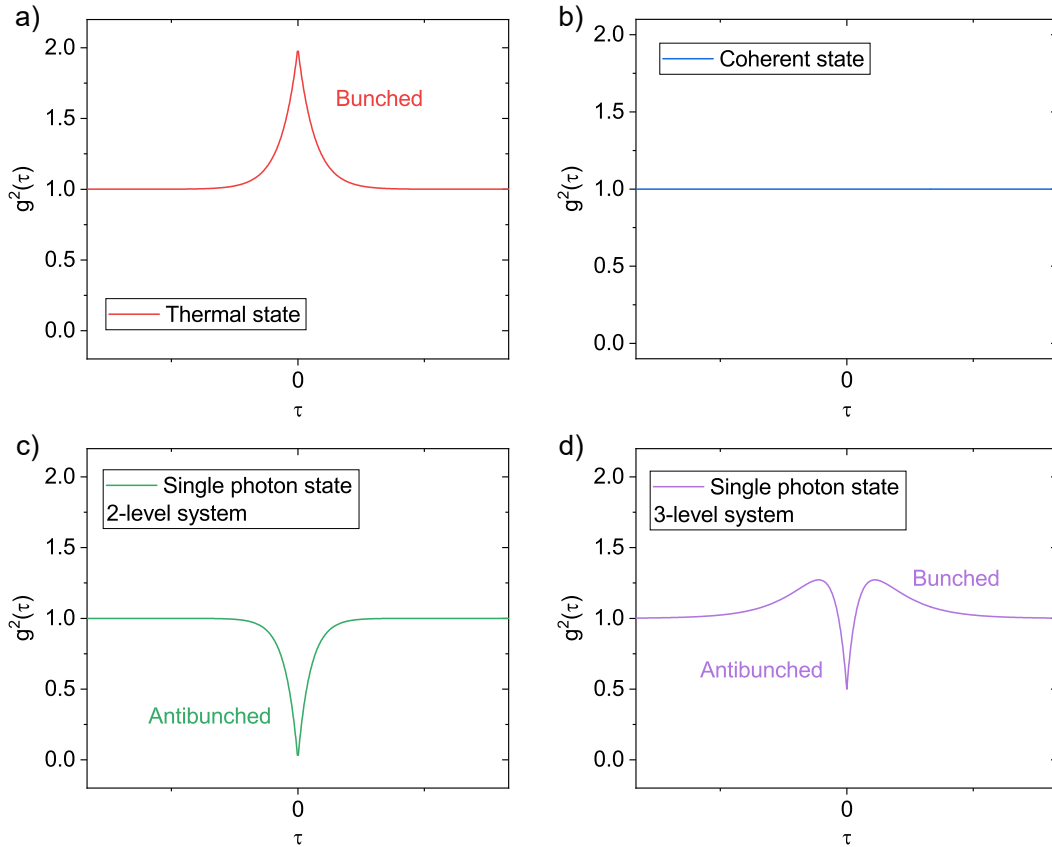 a)
2.0
1.5
1.0
0.5
0.0
g²(τ)
Bunched
Thermal state
0
τ
b)
2.0
1.5
1.0
0.5
0.0
g²(τ)
Coherent state
0
τ
c)
2.0
1.5
1.0
0.5
0.0
g²(τ)
Single photon state
2-level system
Antibunched
0
τ
d)
2.0
1.5
1.0
0.5
0.0
g²(τ)
Single photon state
3-level system
Bunched
Antibunched
0
τ